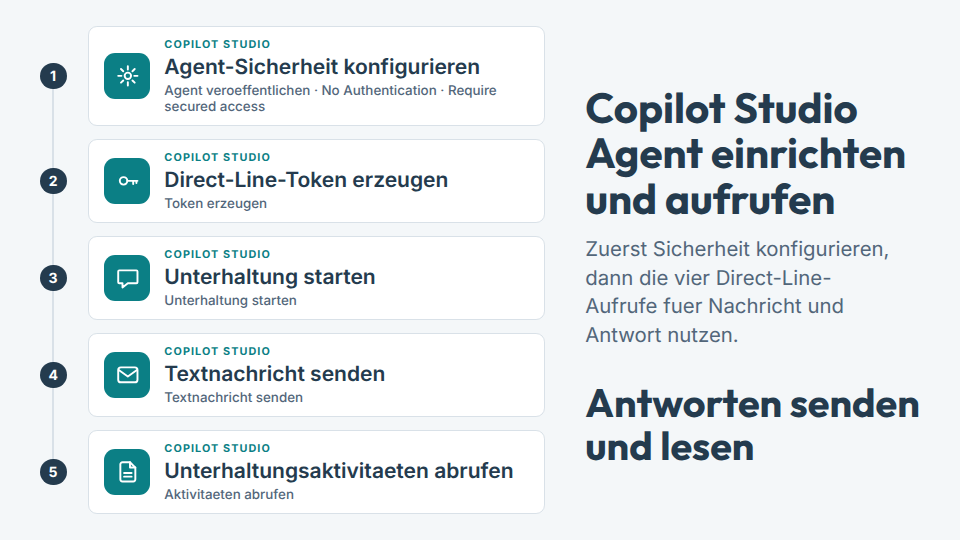 1
COPILOT STUDIO
Agent-Sicherheit konfigurieren
Agent veroeffentlichen · No Authentication · Require
secured access
2
COPILOT STUDIO
Direct-Line-Token erzeugen
Token erzeugen
3
COPILOT STUDIO
Unterhaltung starten
Unterhaltung starten
4
COPILOT STUDIO
Textnachricht senden
Textnachricht senden
5
COPILOT STUDIO
Unterhaltungsaktivitaeten abrufen
Aktivitaeten abrufen
Copilot Studio
Agent einrichten
und aufrufen
Zuerst Sicherheit konfigurieren,
dann die vier Direct-Line-
Aufrufe fuer Nachricht und
Antwort nutzen.
Antworten senden
und lesen